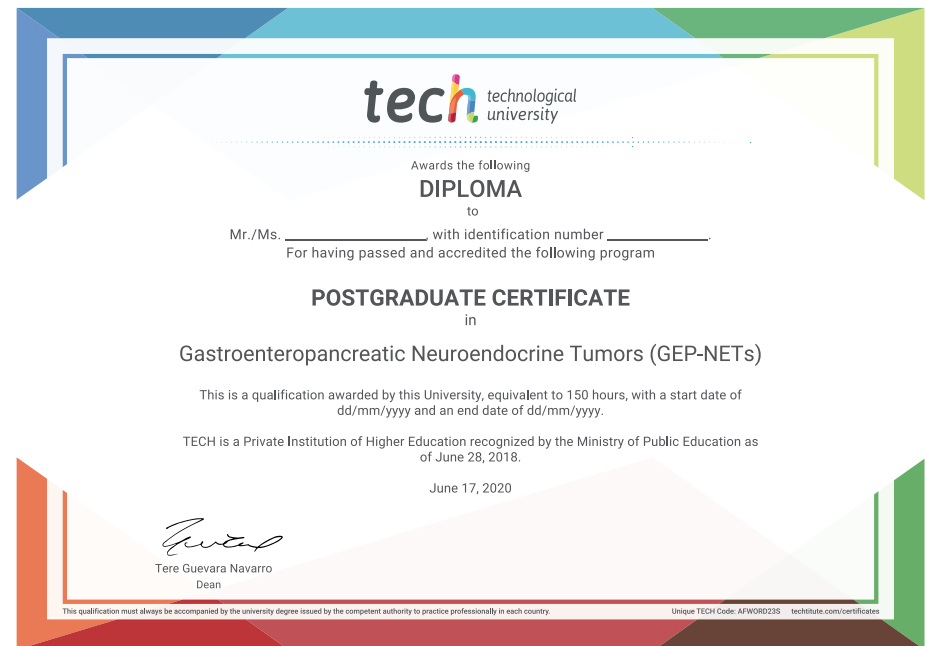 tech technological
university
Awards the following
DIPLOMA
to
Mr./Ms. ____________________, with identification number ______________.
For having passed and accredited the following program
POSTGRADUATE CERTIFICATE
in
Gastroenteropancreatic Neuroendocrine Tumors (GEP-NETs)
This is a qualification awarded by this University, equivalent to 150 hours, with a start date of
dd/mm/yyyy and an end date of dd/mm/yyyy.
TECH is a Private Institution of Higher Education recognized by the Ministry of Public Education as
of June 28, 2018.
June 17, 2020
Tere Guevara Navarro
Dean
This qualification must always be accompanied by the university degree issued by the competent authority to practice professionally in each country.
Unique TECH Code: AFWORD23S techtitute.com/certificates